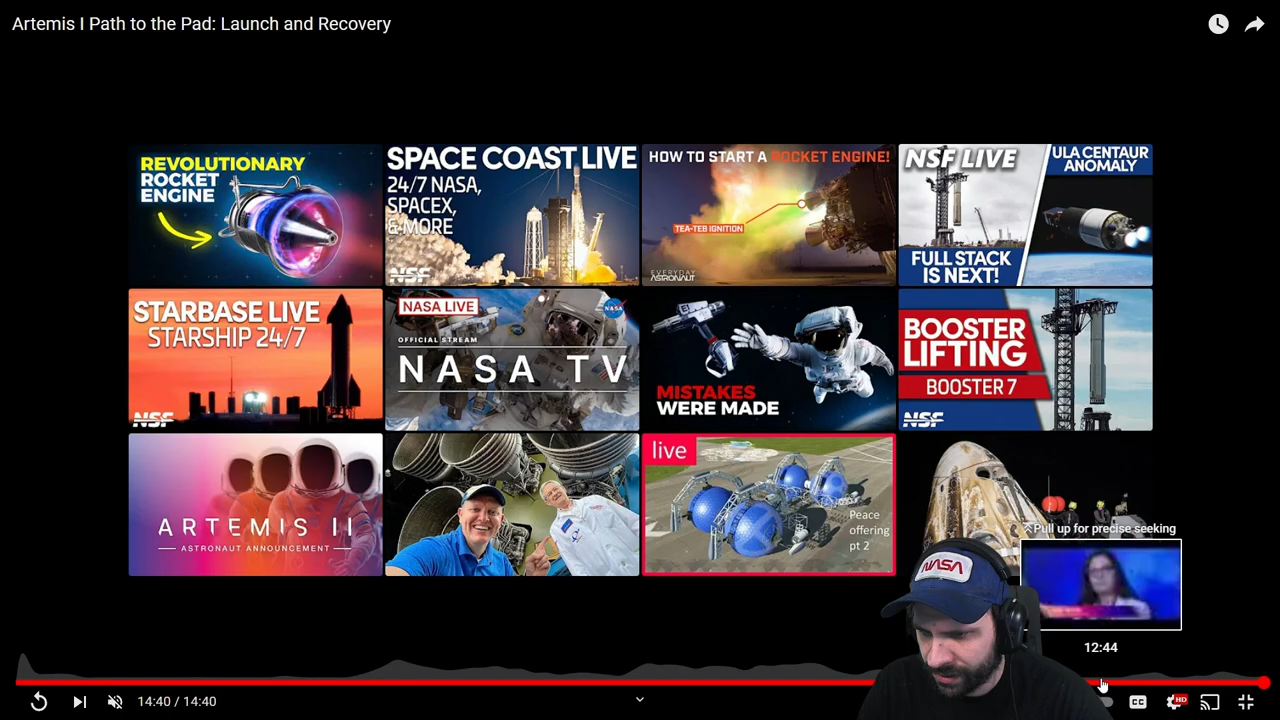 Artemis I Path to the Pad: Launch and Recovery
REVOLUTIONARY
ROCKET
ENGINE
SPACE COAST LIVE
24/7 NASA,
SPACEX,
& MORE
NSF
HOW TO START A ROCKET ENGINE!
TEA-TEB IGNITION
EVERYDAY
ASTRONAUT
NSF LIVE
ULA CENTAUR
ANOMALY
FULL STACK
IS NEXT!
STARBASE LIVE
STARSHIP 24/7
NSF
NASA LIVE
NASA
OFFICIAL STREAM
NASA TV
MISTAKES
WERE MADE
BOOSTER
LIFTING
BOOSTER 7
NSF
ARTEMIS II
ASTRONAUT ANNOUNCEMENT
live
Peace
offering
pt 2
Pull up for precise seeking
NASA
12:44
14:40 / 14:40
CC
HD